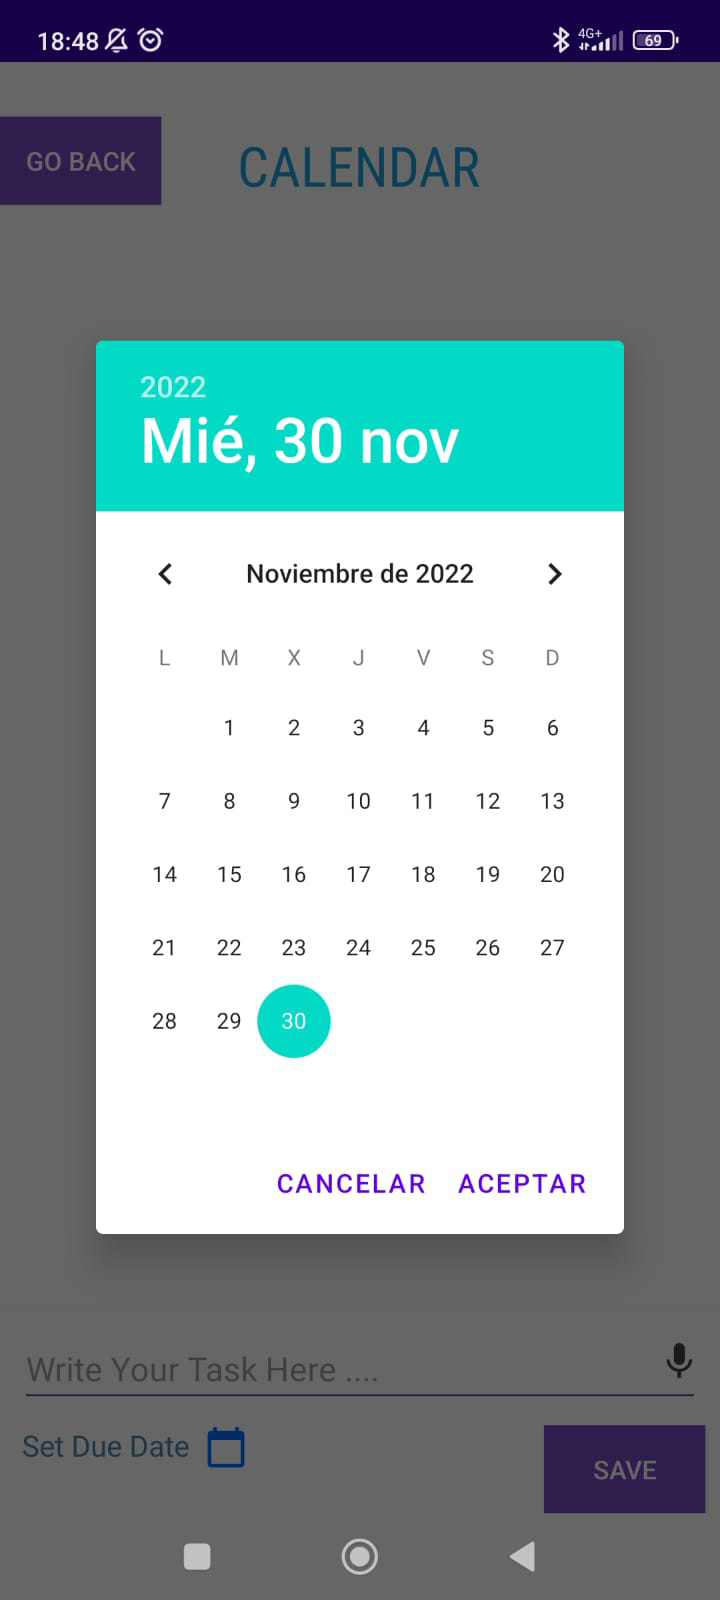 18:48 4G+ 69
GO BACK
CALENDAR
2022
Mié, 30 nov
Noviembre de 2022
L M X J V S D
1 2 3 4 5 6
7 8 9 10 11 12 13
14 15 16 17 18 19 20
21 22 23 24 25 26 27
28 29 30
CANCELAR ACEPTAR
Write Your Task Here ....
Set Due Date
SAVE